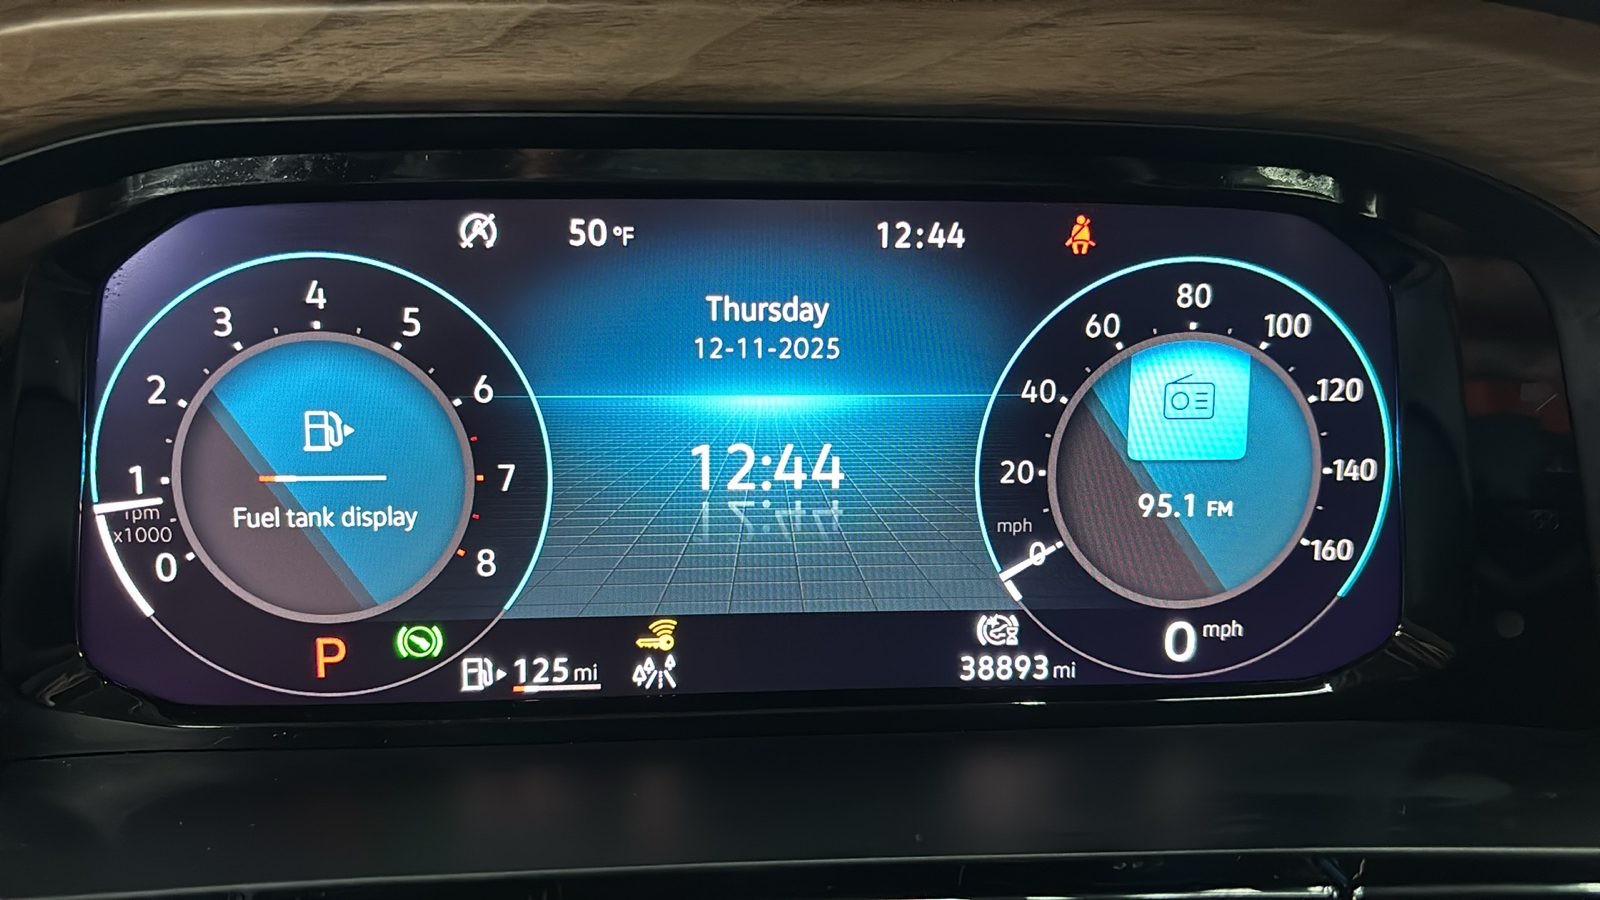 50 °F
12:44
Thursday
12-11-2025
12:44
0
1
2
3
4
5
6
7
8
rpm
x1000
Fuel tank display
0
20
40
60
80
100
120
140
160
mph
95.1 FM
P
125 mi
38893 mi
0 mph